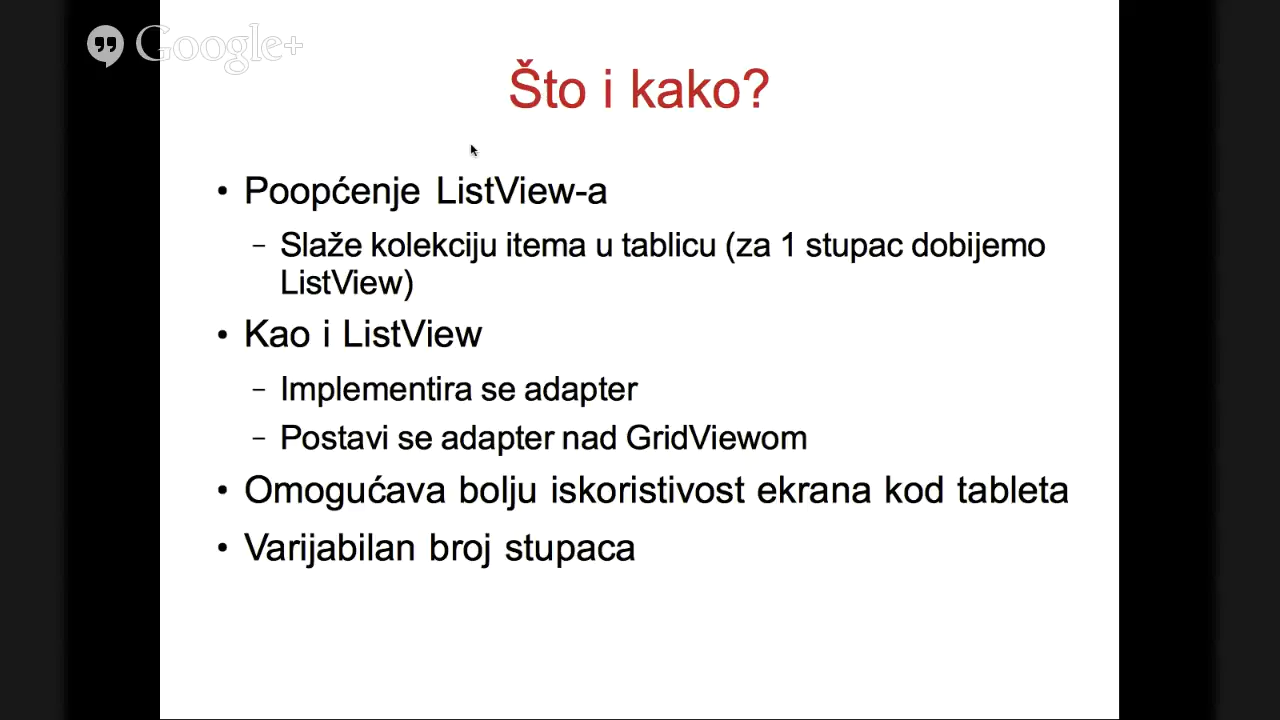 Google+
Što i kako?
• Poopćenje ListView-a
– Slaže kolekciju itema u tablicu (za 1 stupac dobijemo
ListView)
• Kao i ListView
– Implementira se adapter
– Postavi se adapter nad GridViewom
• Omogućava bolju iskoristivost ekrana kod tableta
• Varijabilan broj stupaca